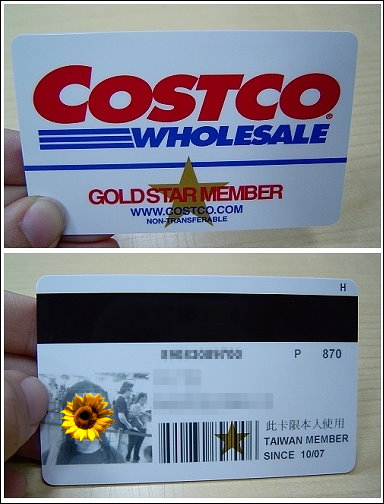 COSTCO
WHOLESALE
GOLD STAR MEMBER
WWW.COSTCO.COM
NON-TRANSFERABLE
H
P 870
此卡限本人使用
TAIWAN MEMBER
SINCE 10/07